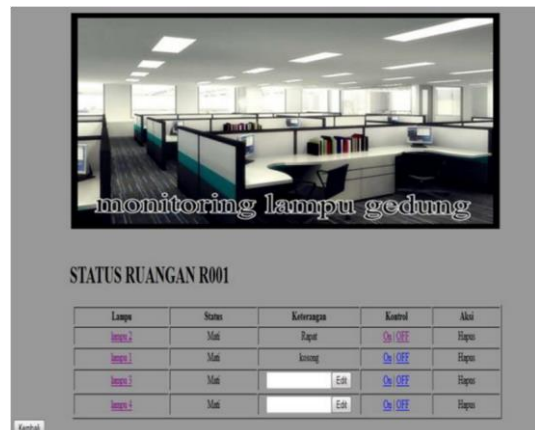 monitoring lampu gedung
STATUS RUANGAN R001
Lampu Status Keterangan Kontrol Aksi
lampu 2 Mati Rapat On | OFF Hapus
lampu 1 Mati kosong On | OFF Hapus
lampu 3 Mati Edit On | OFF Hapus
lampu 4 Mati Edit On | OFF Hapus
Kembali